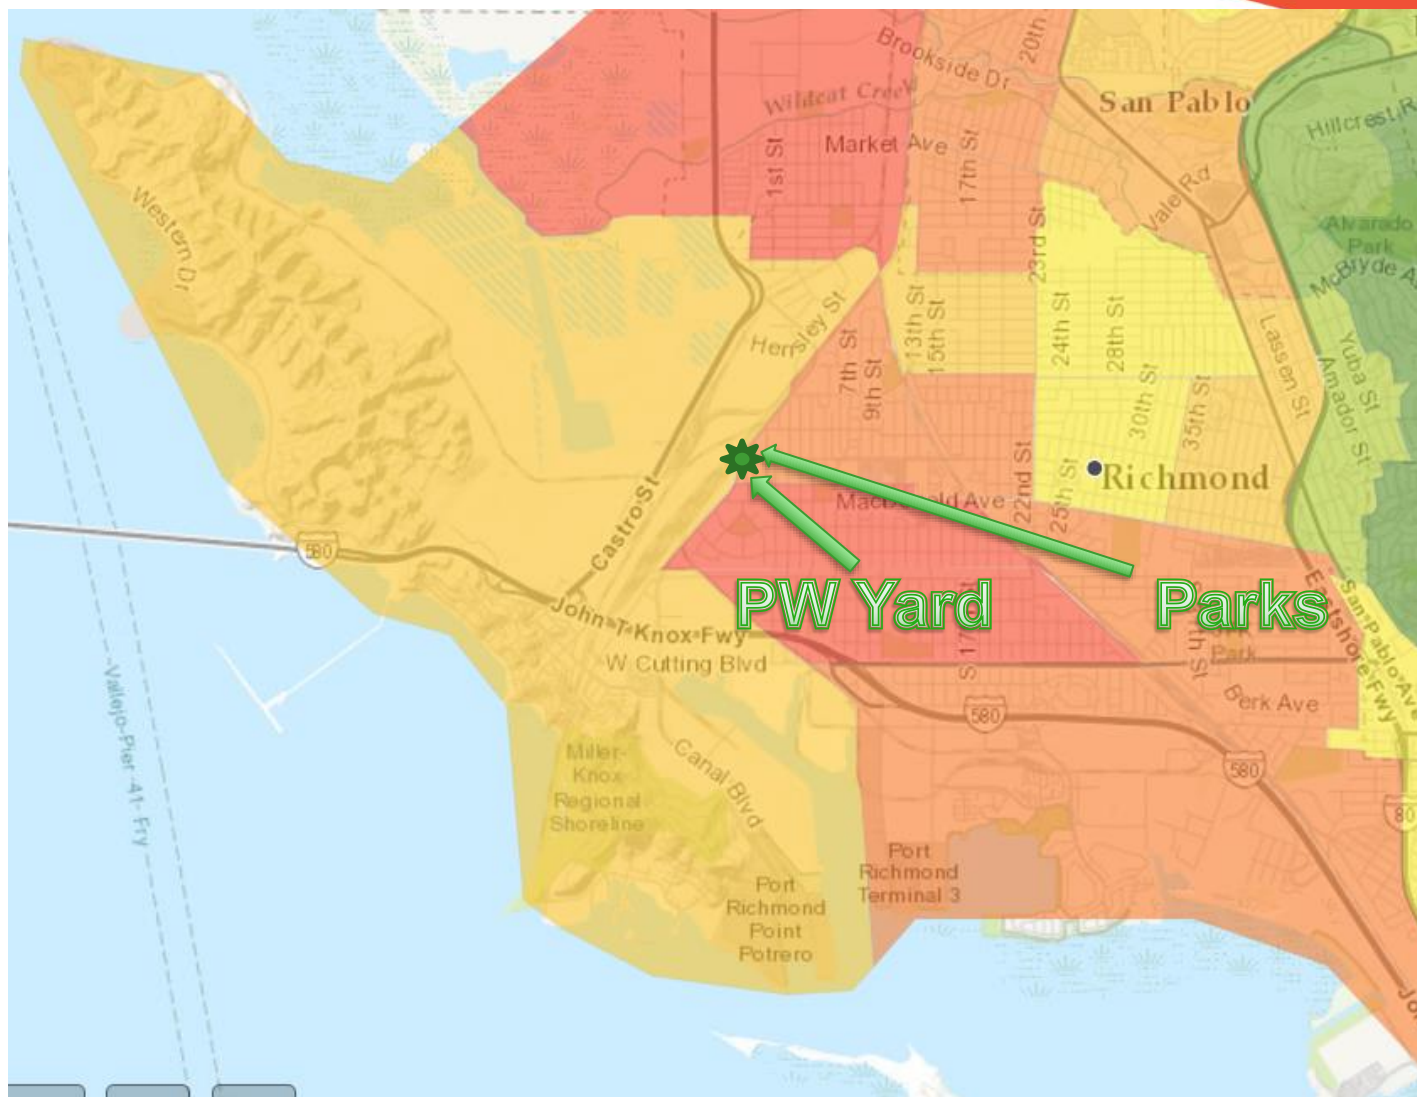 Brookside Dr
20th
San Pablo
Wildcat Creek
Hillcrest R
Market Ave
1st St
17th St
Vale Rd
Western Dr
23rd St
Alvarado
Park
McBryde A
13th St
15th St
24th St
28th St
Hensley St
Lassen St
Yuba St
Amador St
7th St
9th St
30th St
35th St
Castro St
22nd St
25th St
Richmond
Macdonald Ave
580
PW Yard
Parks
John T Knox Fwy
W Cutting Blvd
S 17th St
Park
Eastshore Fwy
San Pablo Ave
Berk Ave
580
580
80
Vallejo-Pier 41 Fry
Miller-
Knox
Regional
Shoreline
Canal Blvd
Port
Richmond
Terminal 3
Port
Richmond
Point
Potrero